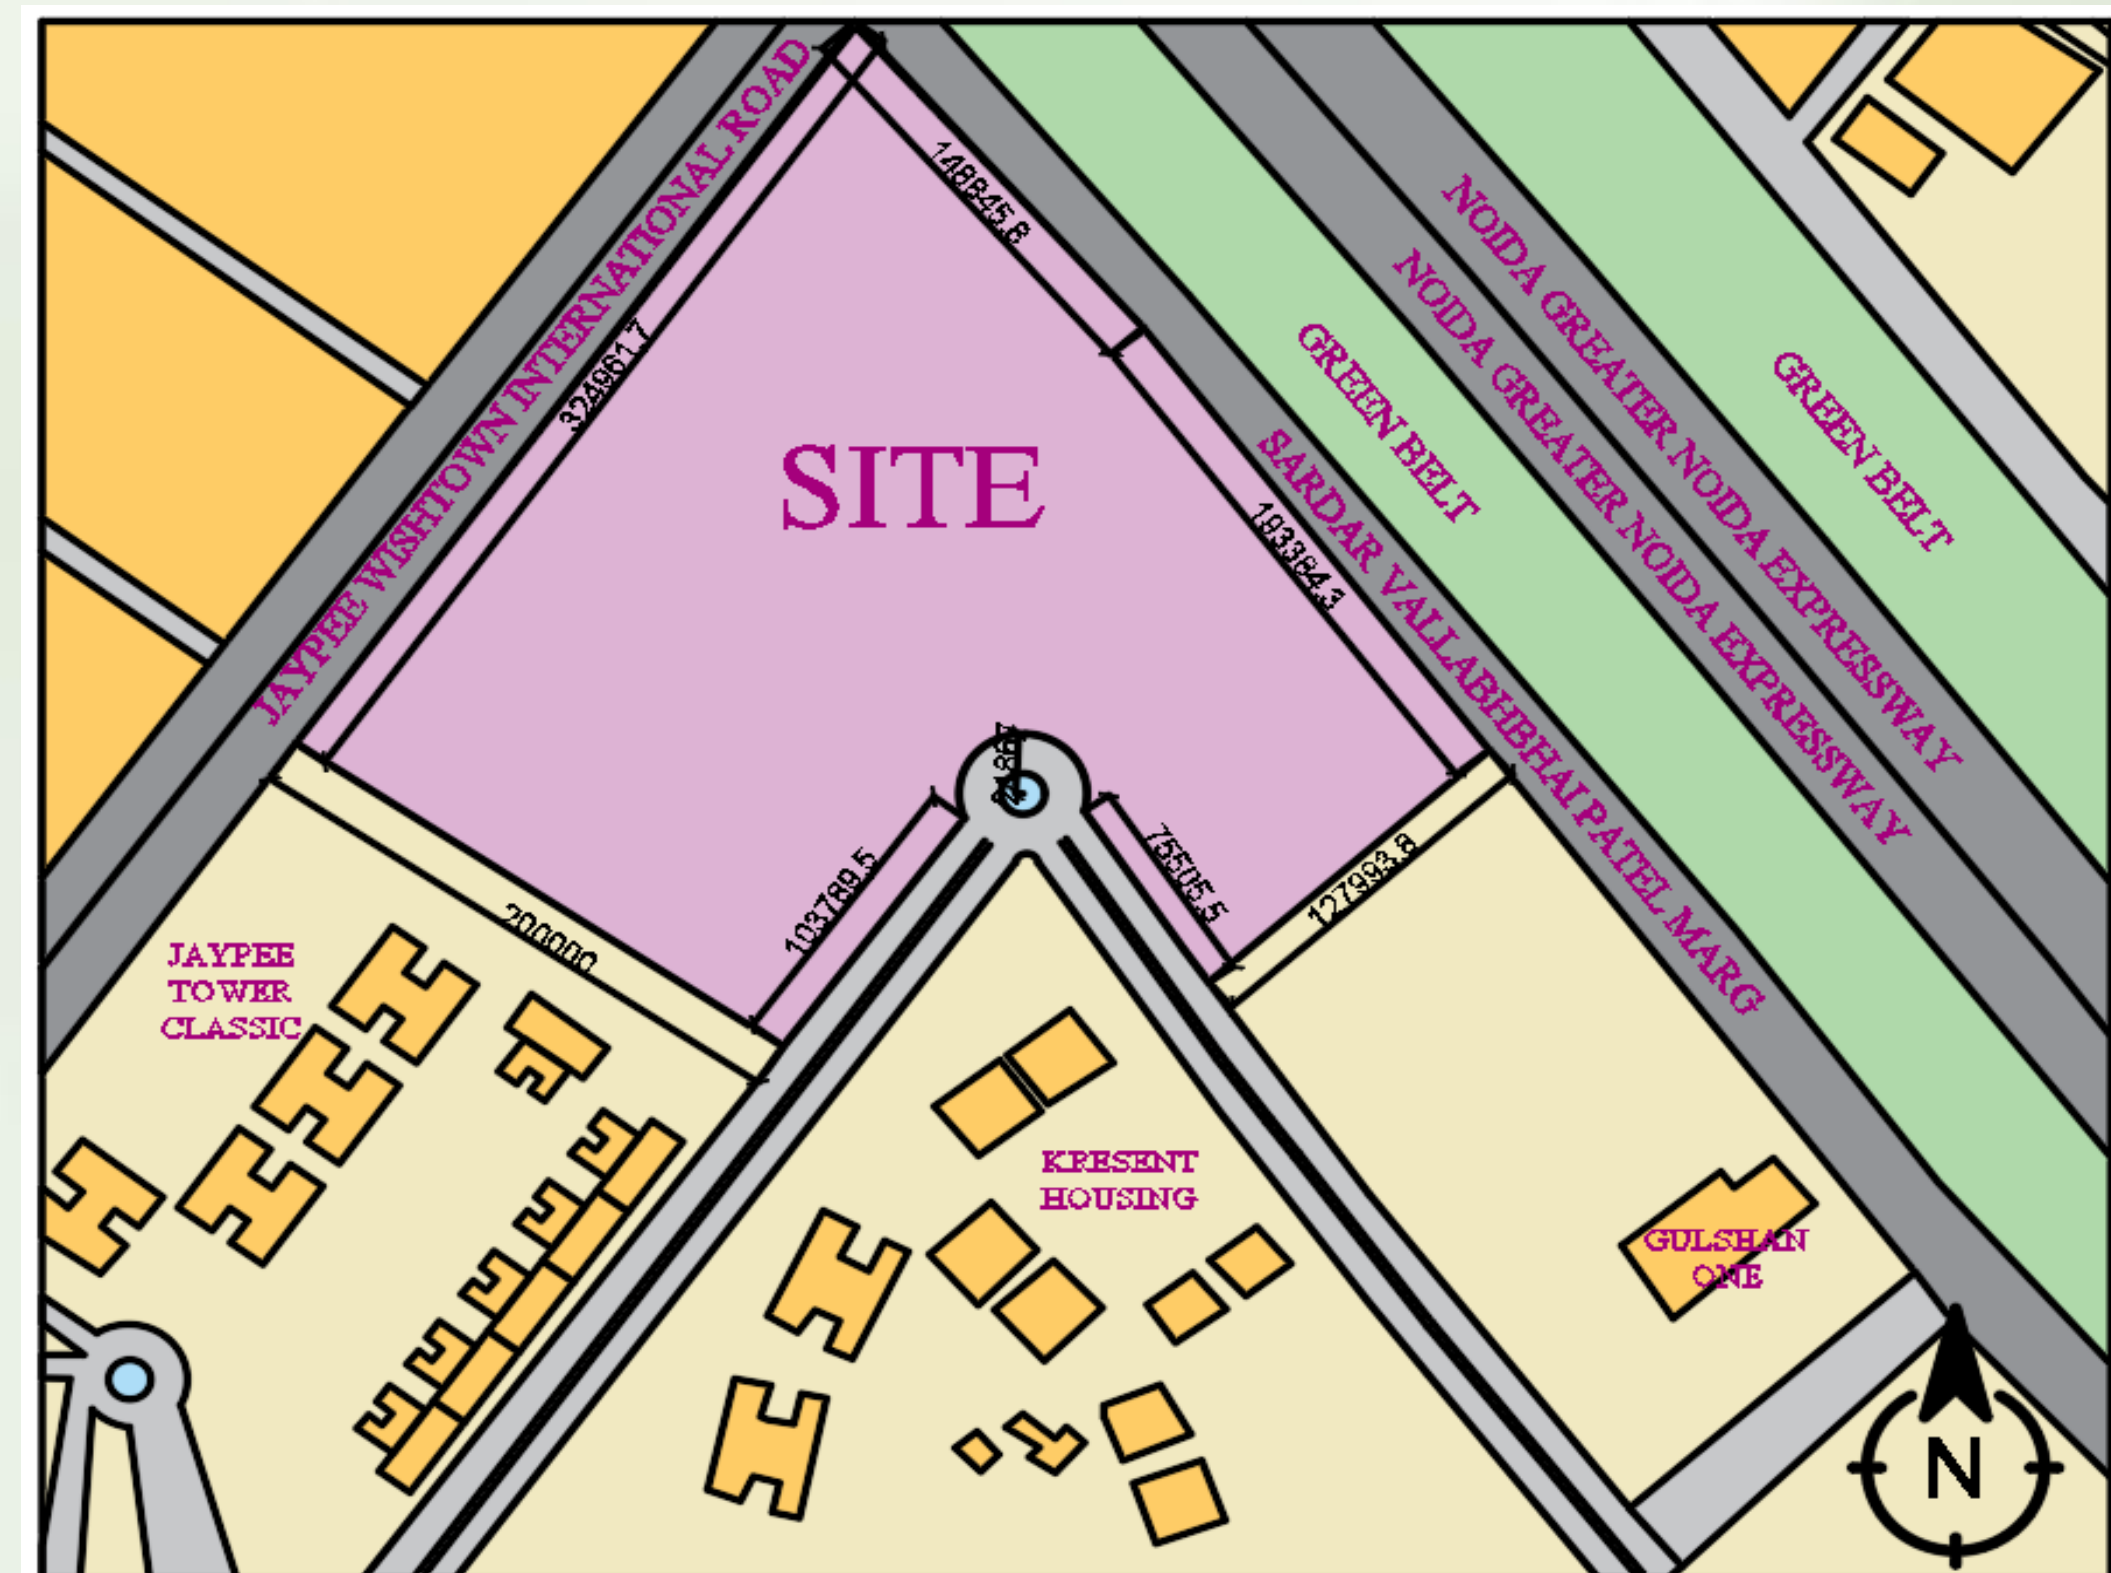 JAYPEE WISHTOWN INTERNATIONAL ROAD
148845.8
324961.7
SITE
193364.3
SARDAR VALLABHBHAI PATEL MARG
GREEN BELT
NOIDA GREATER NOIDA EXPRESSWAY
NOIDA GREATER NOIDA EXPRESSWAY
GREEN BELT
103789.5
75505.5
127993.8
200000
JAYPEE
TOWER
CLASSIC
KRESENT
HOUSING
GULSHAN
ONE
N